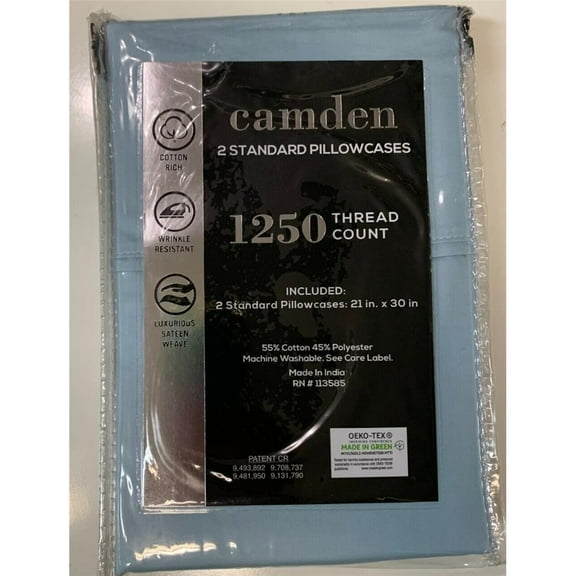 camden
2 STANDARD PILLOWCASES
COTTON
RICH
WRINKLE
RESISTANT
LUXURIOUS
SATEEN
WEAVE
1250 THREAD
COUNT
INCLUDED:
2 Standard Pillowcases: 21 in. x 30 in
55% Cotton 45% Polyester
Machine Washable. See Care Label.
Made In India
RN # 113585
PATENT CR
9,493,892 9,708,737
9,481,950 9,131,790
OEKO-TEX®
INSPIRING CONFIDENCE
MADE IN GREEN